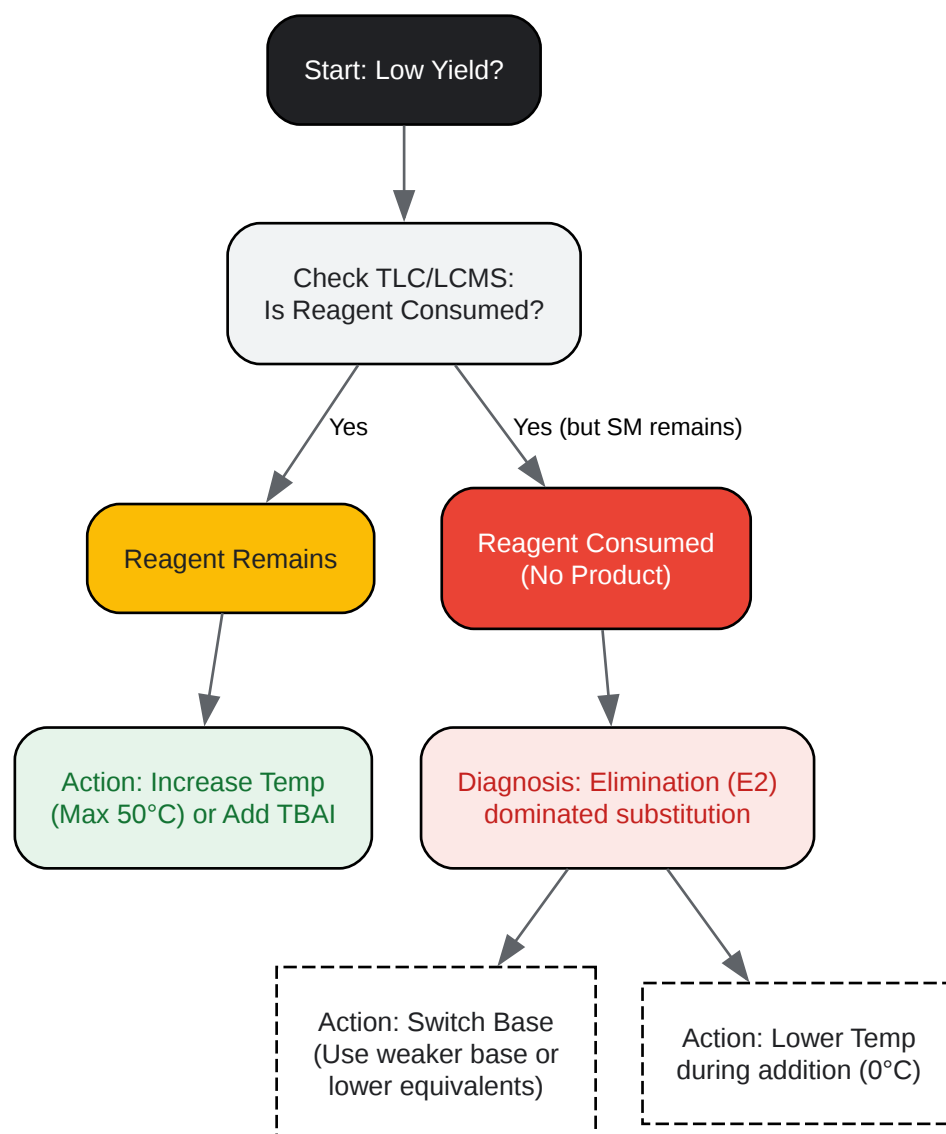 Start: Low Yield?
Check TLC/LCMS:
Is Reagent Consumed?
Yes
Yes (but SM remains)
Reagent Remains
Reagent Consumed
(No Product)
Action: Increase Temp
(Max 50°C) or Add TBAI
Diagnosis: Elimination (E2)
dominated substitution
Action: Switch Base
(Use weaker base or
lower equivalents)
Action: Lower Temp
during addition (0°C)